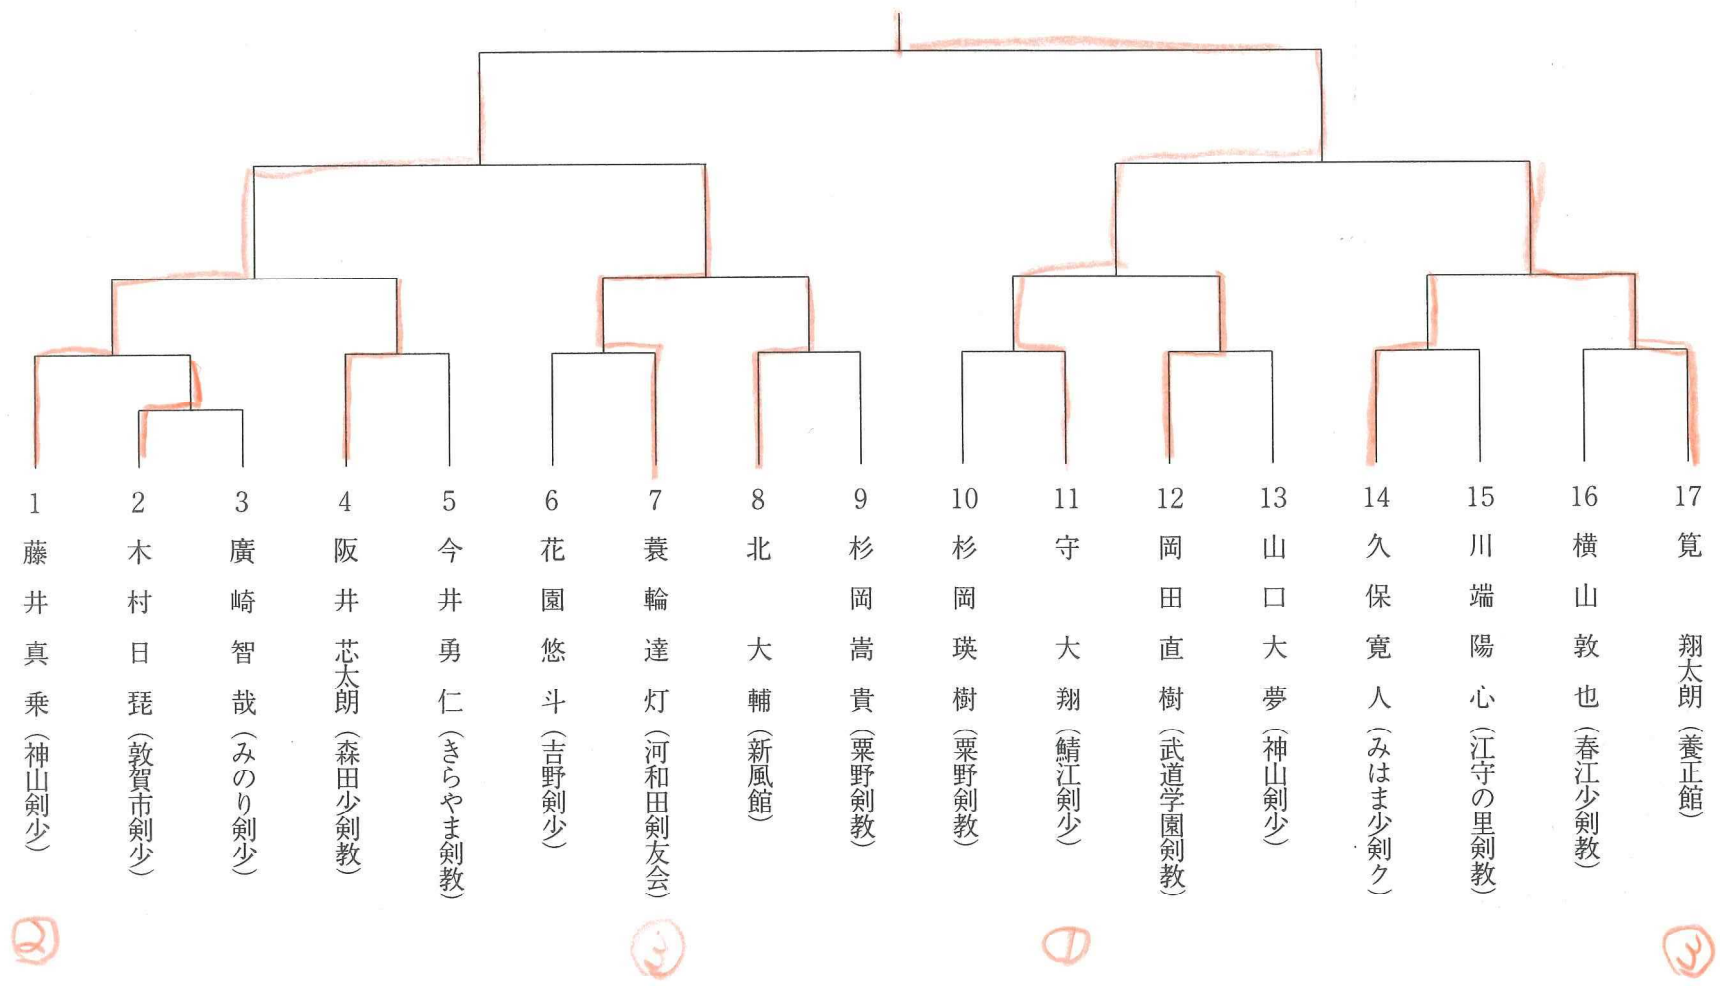 1 藤井真乗（神山剣少）
2 木村日琵（敦賀市剣少）
3 廣崎智哉（みのり剣少）
4 阪井芯太朗（森田少剣教）
5 今井勇仁（きらやま剣教）
6 花園悠斗（吉野剣少）
7 蓑輪達灯（河和田剣友会）
8 北大輔（新風館）
9 杉岡嵩貴（粟野剣教）
10 杉岡瑛樹（粟野剣教）
11 守大翔（鯖江剣少）
12 岡田直樹（武道学園剣教）
13 山口大夢（神山剣少）
14 久保寛人（みはま少剣ク）
15 川端陽心（江守の里剣教）
16 横山敦也（春江少剣教）
17 筧翔太朗（養正館）
②
③
①
③